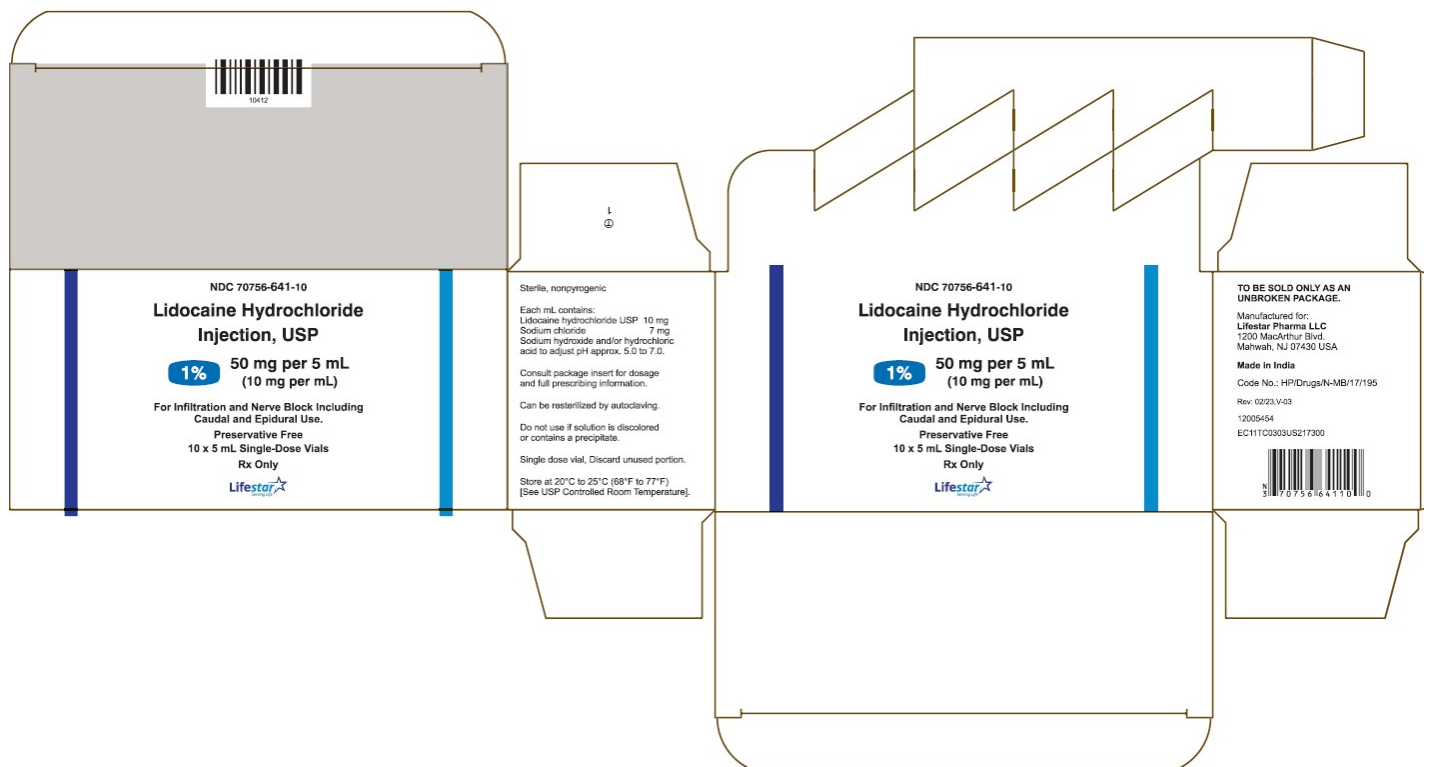 10412
NDC 70756-641-10
Lidocaine Hydrochloride
Injection, USP
1%
50 mg per 5 mL
(10 mg per mL)
For Infiltration and Nerve Block Including
Caudal and Epidural Use.
Preservative Free
10 x 5 mL Single-Dose Vials
Rx Only
Lifestar
Serving Life
1
T
Sterile, nonpyrogenic
Each mL contains:
Lidocaine hydrochloride USP 10 mg
Sodium chloride 7 mg
Sodium hydroxide and/or hydrochloric
acid to adjust pH approx. 5.0 to 7.0.
Consult package insert for dosage
and full prescribing information.
Can be resterilized by autoclaving.
Do not use if solution is discolored
or contains a precipitate.
Single dose vial, Discard unused portion.
Store at 20°C to 25°C (68°F to 77°F)
[See USP Controlled Room Temperature].
NDC 70756-641-10
Lidocaine Hydrochloride
Injection, USP
1%
50 mg per 5 mL
(10 mg per mL)
For Infiltration and Nerve Block Including
Caudal and Epidural Use.
Preservative Free
10 x 5 mL Single-Dose Vials
Rx Only
Lifestar
Serving Life
TO BE SOLD ONLY AS AN
UNBROKEN PACKAGE.
Manufactured for:
Lifestar Pharma LLC
1200 MacArthur Blvd.
Mahwah, NJ 07430 USA
Made in India
Code No.: HP/Drugs/N-MB/17/195
Rev: 02/23,V-03
12005454
EC11TC0303US217300
N
3 70756 64110 0